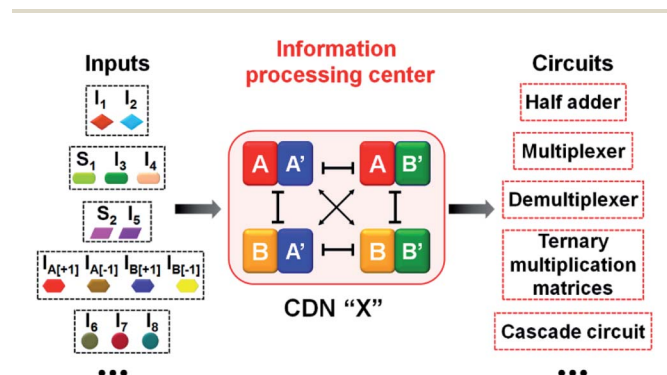 Inputs
I1 I2
S1 I3 I4
S2 I5
IA[+1] IA[-1] IB[+1] IB[-1]
I6 I7 I8
•••
Information
processing center
A A' A B'
B A' B B'
CDN “X”
Circuits
Half adder
Multiplexer
Demultiplexer
Ternary
multiplication
matrices
Cascade circuit
•••